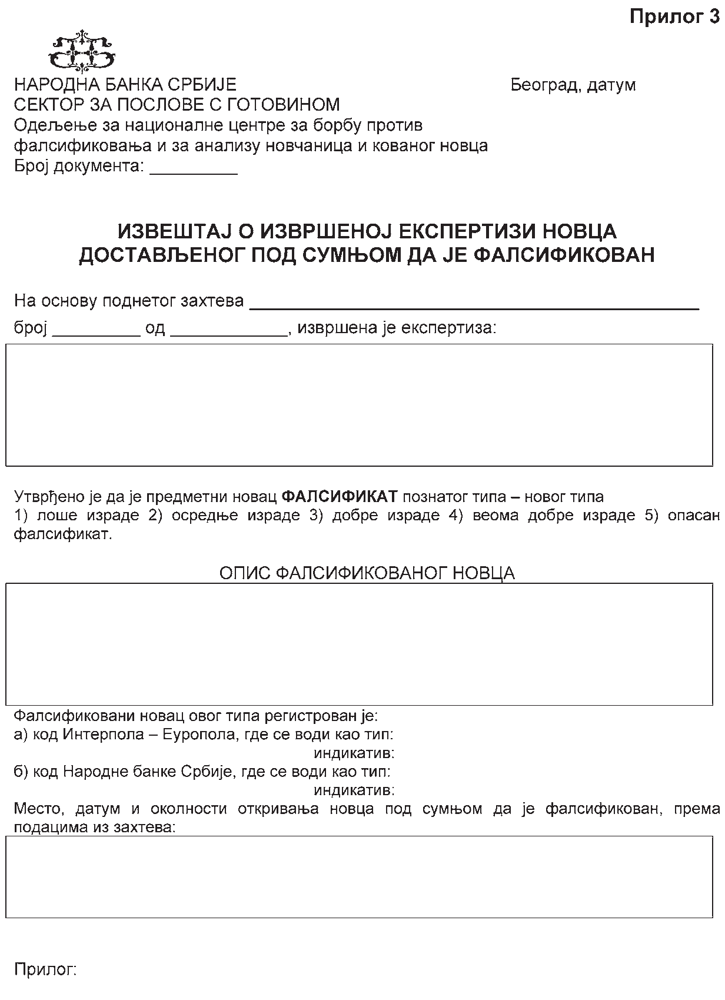 Прилог 3
НАРОДНА БАНКА СРБИЈЕ Београд, датум
СЕКТОР ЗА ПОСЛОВЕ С ГОТОВИНОМ
Одељење за националне центре за борбу против
фалсификовања и за анализу новчаница и кованог новца
Број документа: _________
ИЗВЕШТАЈ О ИЗВРШЕНОЈ ЕКСПЕРТИЗИ НОВЦА
ДОСТАВЉЕНОГ ПОД СУМЊОМ ДА ЈЕ ФАЛСИФИКОВАН
На основу поднетог захтева ______________________________________________
број _________ од ____________, извршена је експертиза:
Утврђено је да је предметни новац ФАЛСИФИКАТ познатог типа – новог типа
1) лоше израде 2) осредње израде 3) добре израде 4) веома добре израде 5) опасан
фалсификат.
ОПИС ФАЛСИФИКОВАНОГ НОВЦА
Фалсификовани новац овог типа регистрован је:
а) код Интерпола – Еуропола, где се води као тип:
индикатив:
б) код Народне банке Србије, где се води као тип:
индикатив:
Место, датум и околности откривања новца под сумњом да је фалсификован, према
подацима из захтева:
Прилог: